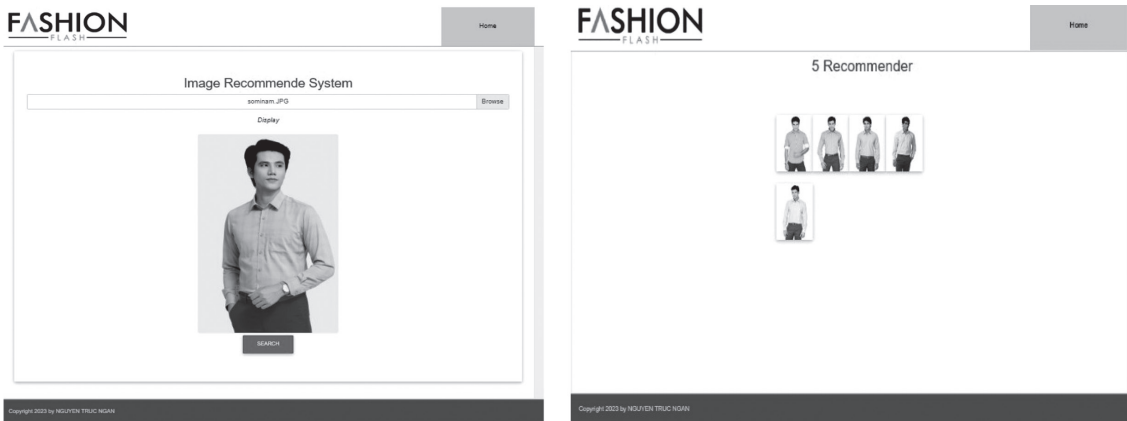 FASHION
FLASH
Home
Image Recommende System
sominam.JPG
Browse
Display
SEARCH
Copyright 2023 by NGUYEN TRUC NGAN
FASHION
FLASH
Home
5 Recommender
Copyright 2023 by NGUYEN TRUC NGAN